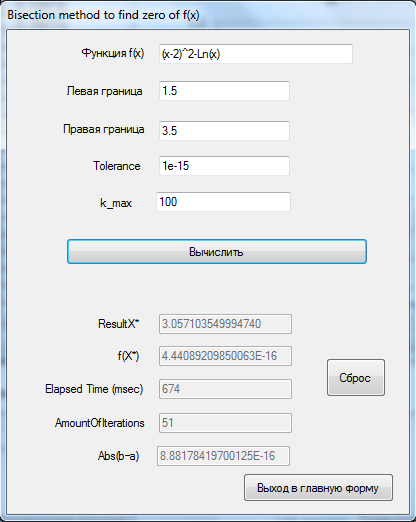 Bisection method to find zero of f(x)
Функция f(x) (x-2)^2-Ln(x)
Левая граница 1.5
Правая граница 3.5
Tolerance 1e-15
k_max 100
Вычислить
ResultX* 3.057103549994740
f(X*) 4.44089209850063E-16
Сброс
Elapsed Time (msec) 674
AmountOfIterations 51
Abs(b-a) 8.88178419700125E-16
Выход в главную форму